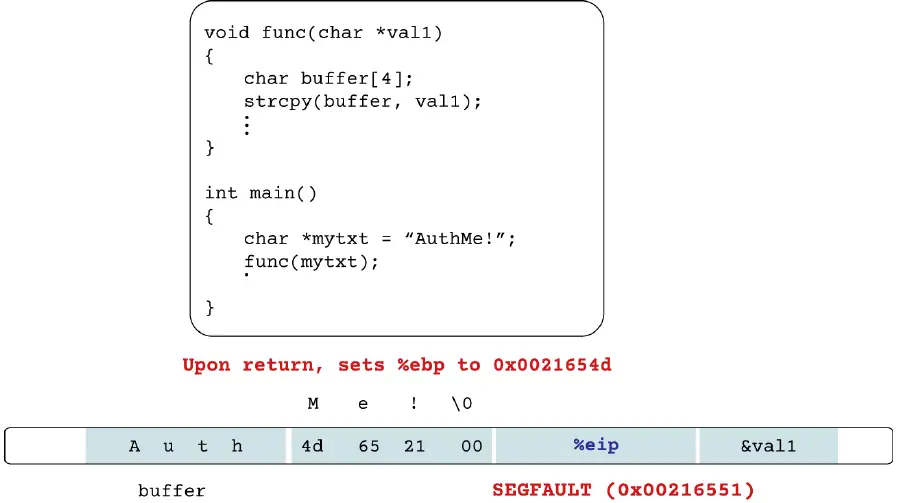 void func(char *val1)
{
char buffer[4];
strcpy(buffer, val1);
⋮
}
int main()
{
char *mytxt = “AuthMe!”;
func(mytxt);
.
}
Upon return, sets %ebp to 0x0021654d
M e ! \0
A u t h 4d 65 21 00 %eip &val1
buffer SEGFAULT (0x00216551)